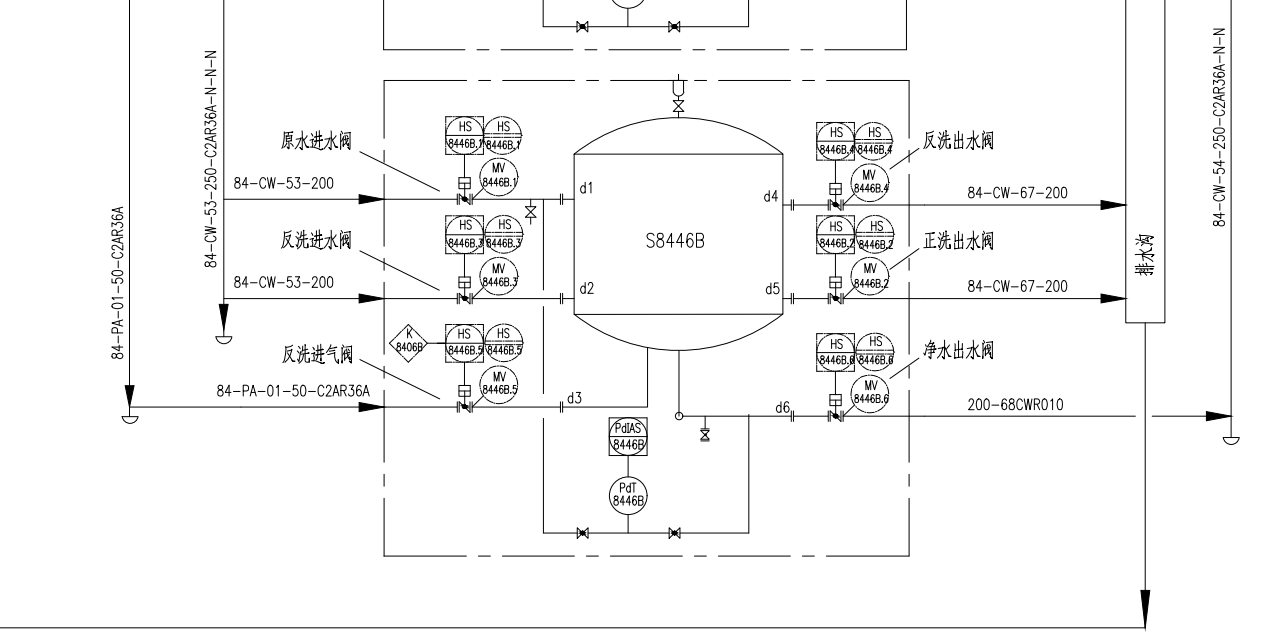 84-PA-01-50-C2AR36A
84-CW-53-250-C2AR36A-N-N-N
84-CW-54-250-C2AR36A-N-N
原水进水阀
HS
8446B.1
HS
8446B.1
MV
8446B.1
84-CW-53-200
d1
反洗进水阀
HS
8446B.3
HS
8446B.3
MV
8446B.3
84-CW-53-200
d2
反洗进气阀
K
8406B
HS
8446B.5
HS
8446B.5
MV
8446B.5
84-PA-01-50-C2AR36A
d3
S8446B
HS
8446B.4
HS
8446B.4
反洗出水阀
MV
8446B.4
d4
84-CW-67-200
HS
8446B.2
HS
8446B.2
正洗出水阀
MV
8446B.2
d5
84-CW-67-200
排水沟
HS
8446B.6
HS
8446B.6
净水出水阀
MV
8446B.6
d6
200-68CWR010
PdIAS
8446B
PdT
8446B